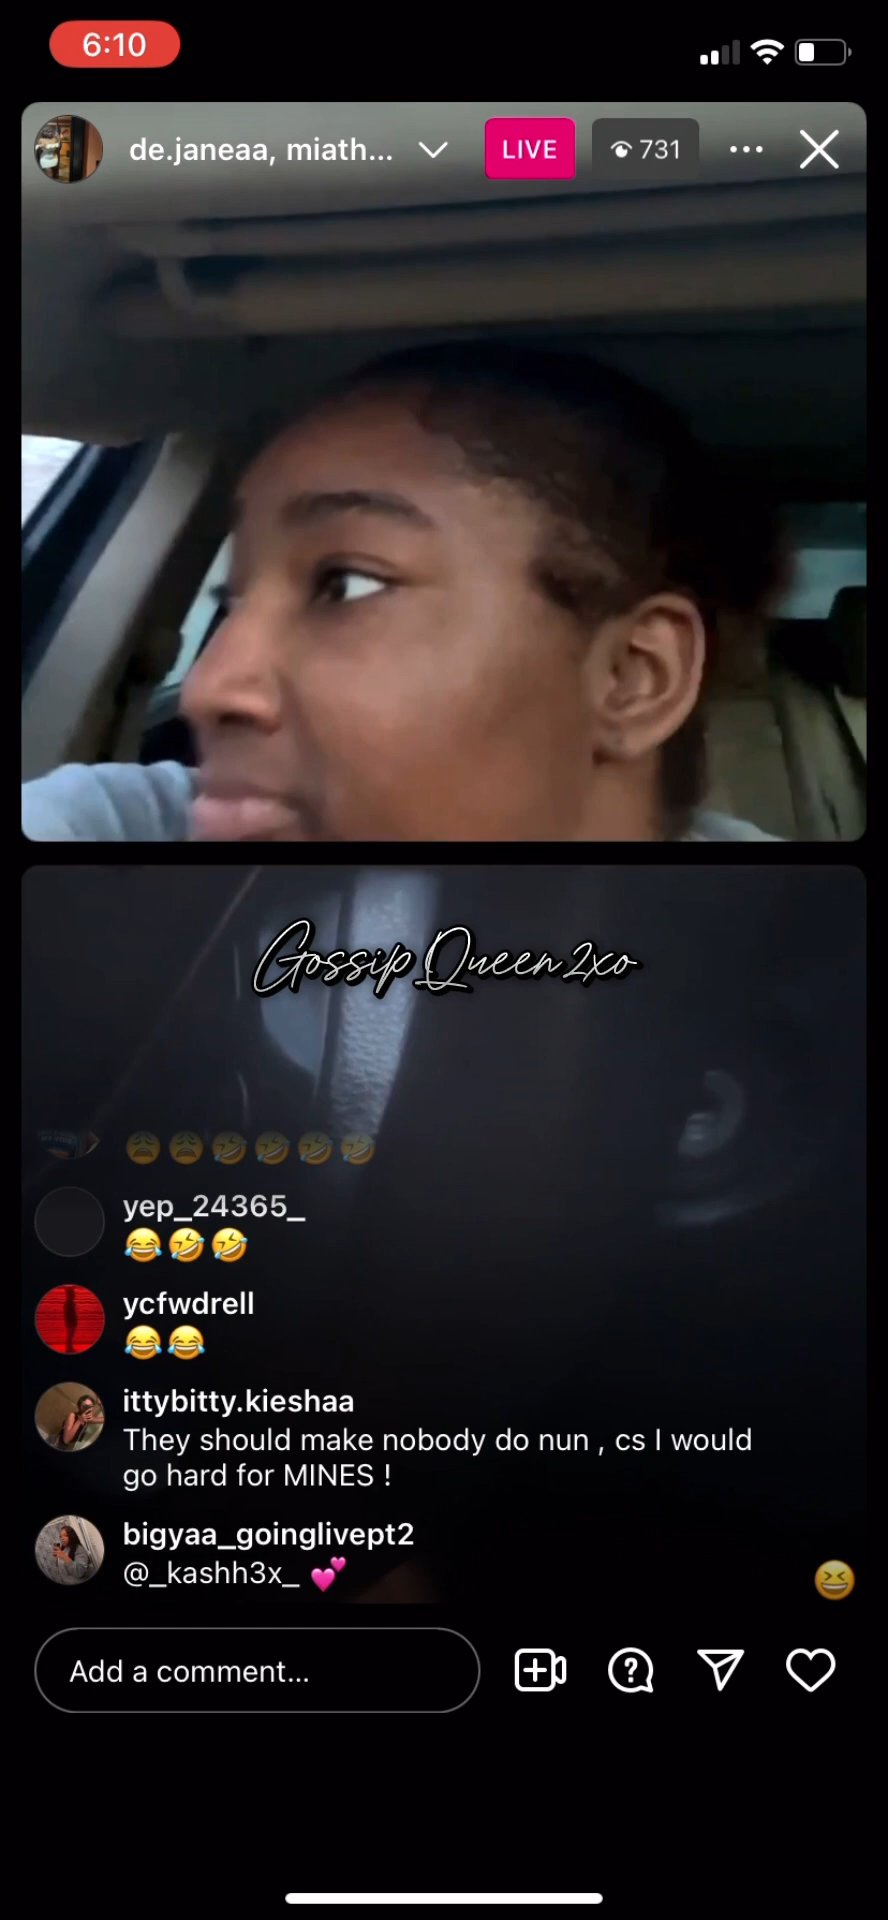 6:10
de.janeaa, miath...
LIVE
731
Gossip Queen 2xo
😩😩🤣🤣🤣🤣
yep_24365_
😂🤣🤣
ycfwdrell
😂😂
ittybitty.kieshaa
They should make nobody do nun , cs I would
go hard for MINES !
bigyaa_goinglivept2
@_kashh3x_ 💕
Add a comment...